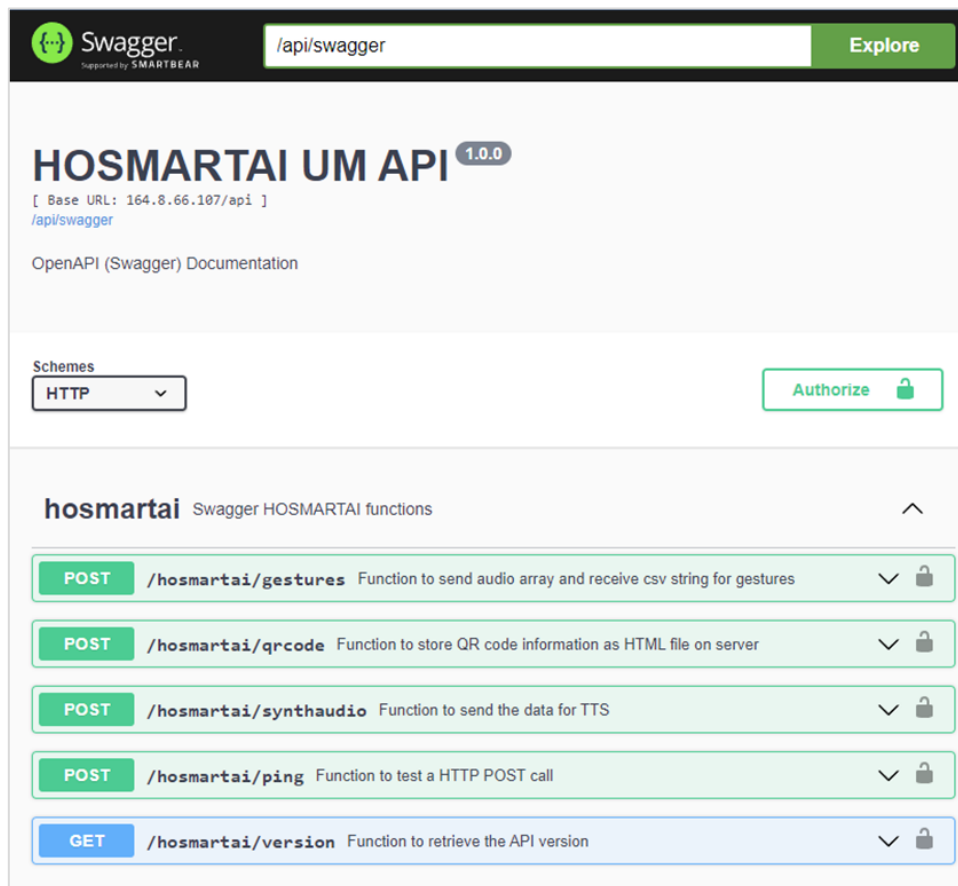 Swagger.
Supported by SMARTBEAR
/api/swagger
Explore
HOSMARTAI UM API 1.0.0
[ Base URL: 164.8.66.107/api ]
/api/swagger
OpenAPI (Swagger) Documentation
Schemes
HTTP
Authorize
hosmartai Swagger HOSMARTAI functions
POST /hosmartai/gestures Function to send audio array and receive csv string for gestures
POST /hosmartai/qrcode Function to store QR code information as HTML file on server
POST /hosmartai/synthaudio Function to send the data for TTS
POST /hosmartai/ping Function to test a HTTP POST call
GET /hosmartai/version Function to retrieve the API version